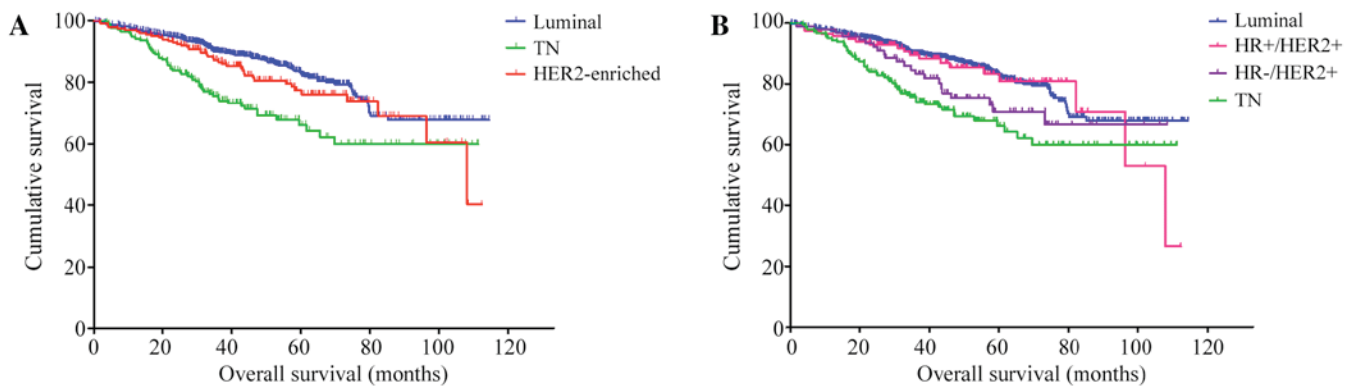 A
Cumulative survival
100
80
60
40
20
0
0 20 40 60 80 100 120
Overall survival (months)
Luminal
TN
HER2-enriched
B
Cumulative survival
100
80
60
40
20
0
0 20 40 60 80 100 120
Overall survival (months)
Luminal
HR+/HER2+
HR-/HER2+
TN